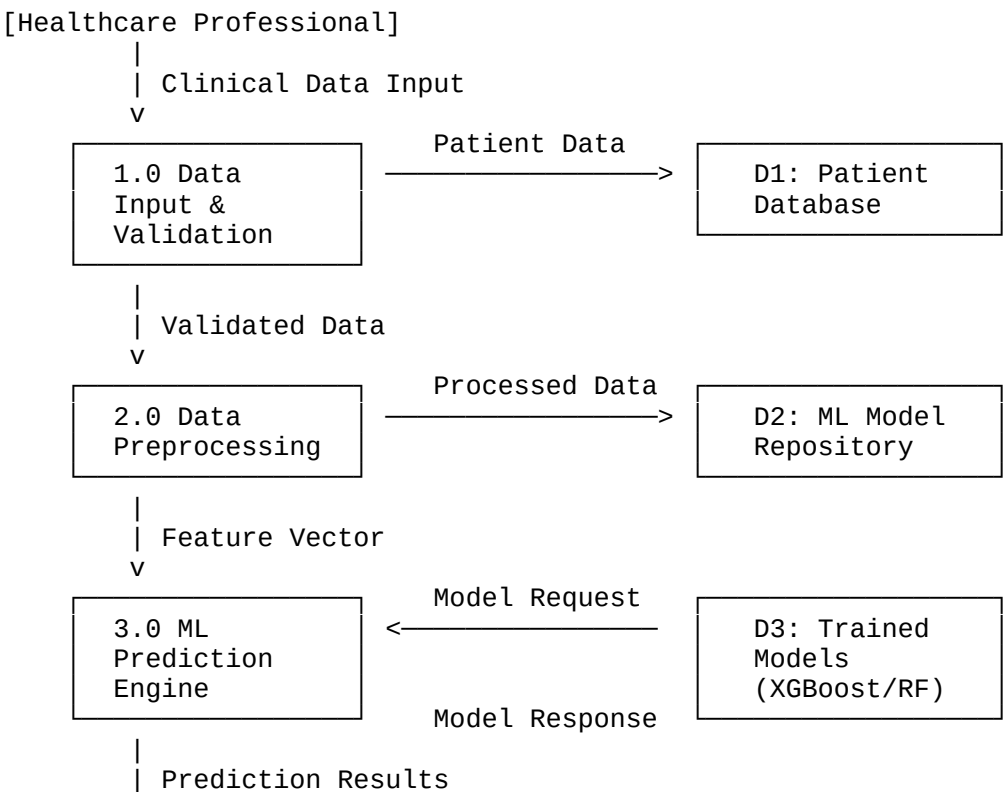 [Healthcare Professional]
Clinical Data Input
Patient Data
1.0 Data
Input &
Validation
D1: Patient
Database
Validated Data
Processed Data
2.0 Data
Preprocessing
D2: ML Model
Repository
Feature Vector
Model Request
3.0 ML
Prediction
Engine
D3: Trained
Models
(XGBoost/RF)
Model Response
Prediction Results